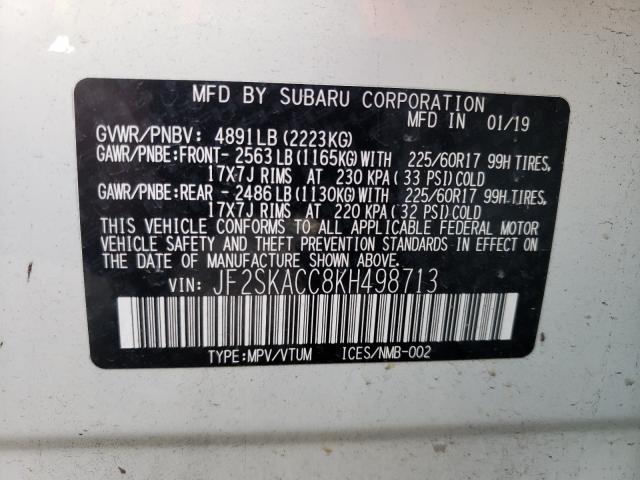 MFD BY SUBARU CORPORATION
MFD IN 01/19
GVWR/PNBV: 4891LB (2223KG)
GAWR/PNBE:FRONT- 2563 LB (1165KG) WITH 225/60R17 99H TIRES,
17X7J RIMS AT 230 KPA ( 33 PSI) COLD
GAWR/PNBE:REAR - 2486 LB (1130KG) WITH 225/60R17 99H-TIRES,
17X7J RIMS AT 220 KPA ( 32 PSI) COLD
THIS VEHICLE CONFORMS TO ALL APPLICABLE FEDERAL MOTOR
VEHICLE SAFETY AND THEFT PREVENTION STANDARDS IN EFFECT ON
THE DATE OF MANUFACTURE SHOWN ABOVE.
VIN: JF2SKACC8KH498713
TYPE:MPV/VTUM ICES/NMB-002